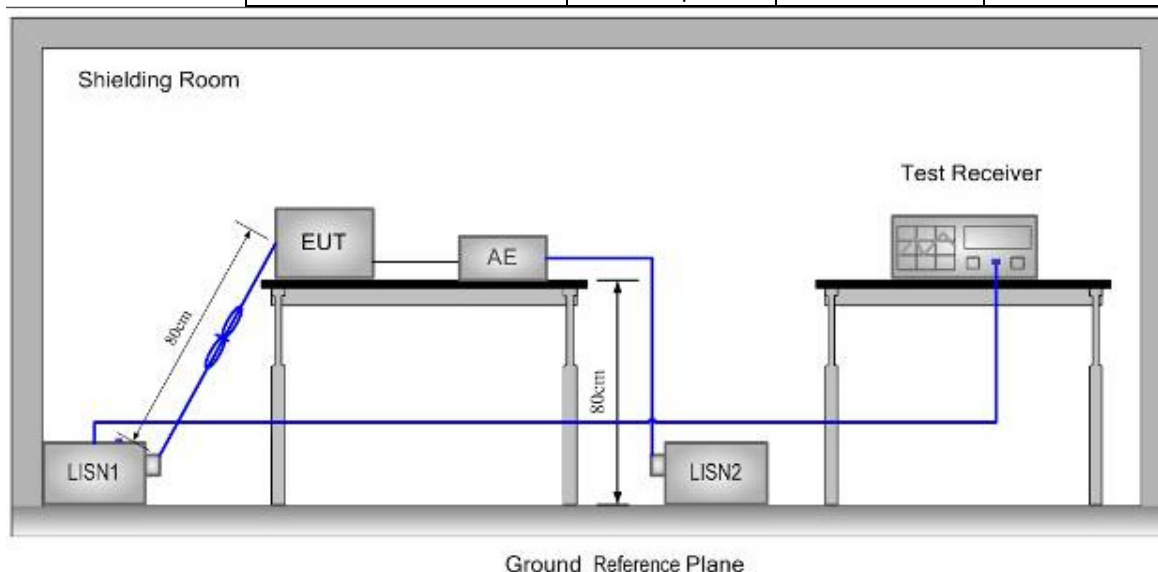 Shielding Room
Test Receiver
EUT
AE
80cm
80cm
LISN1
LISN2
Ground Reference Plane